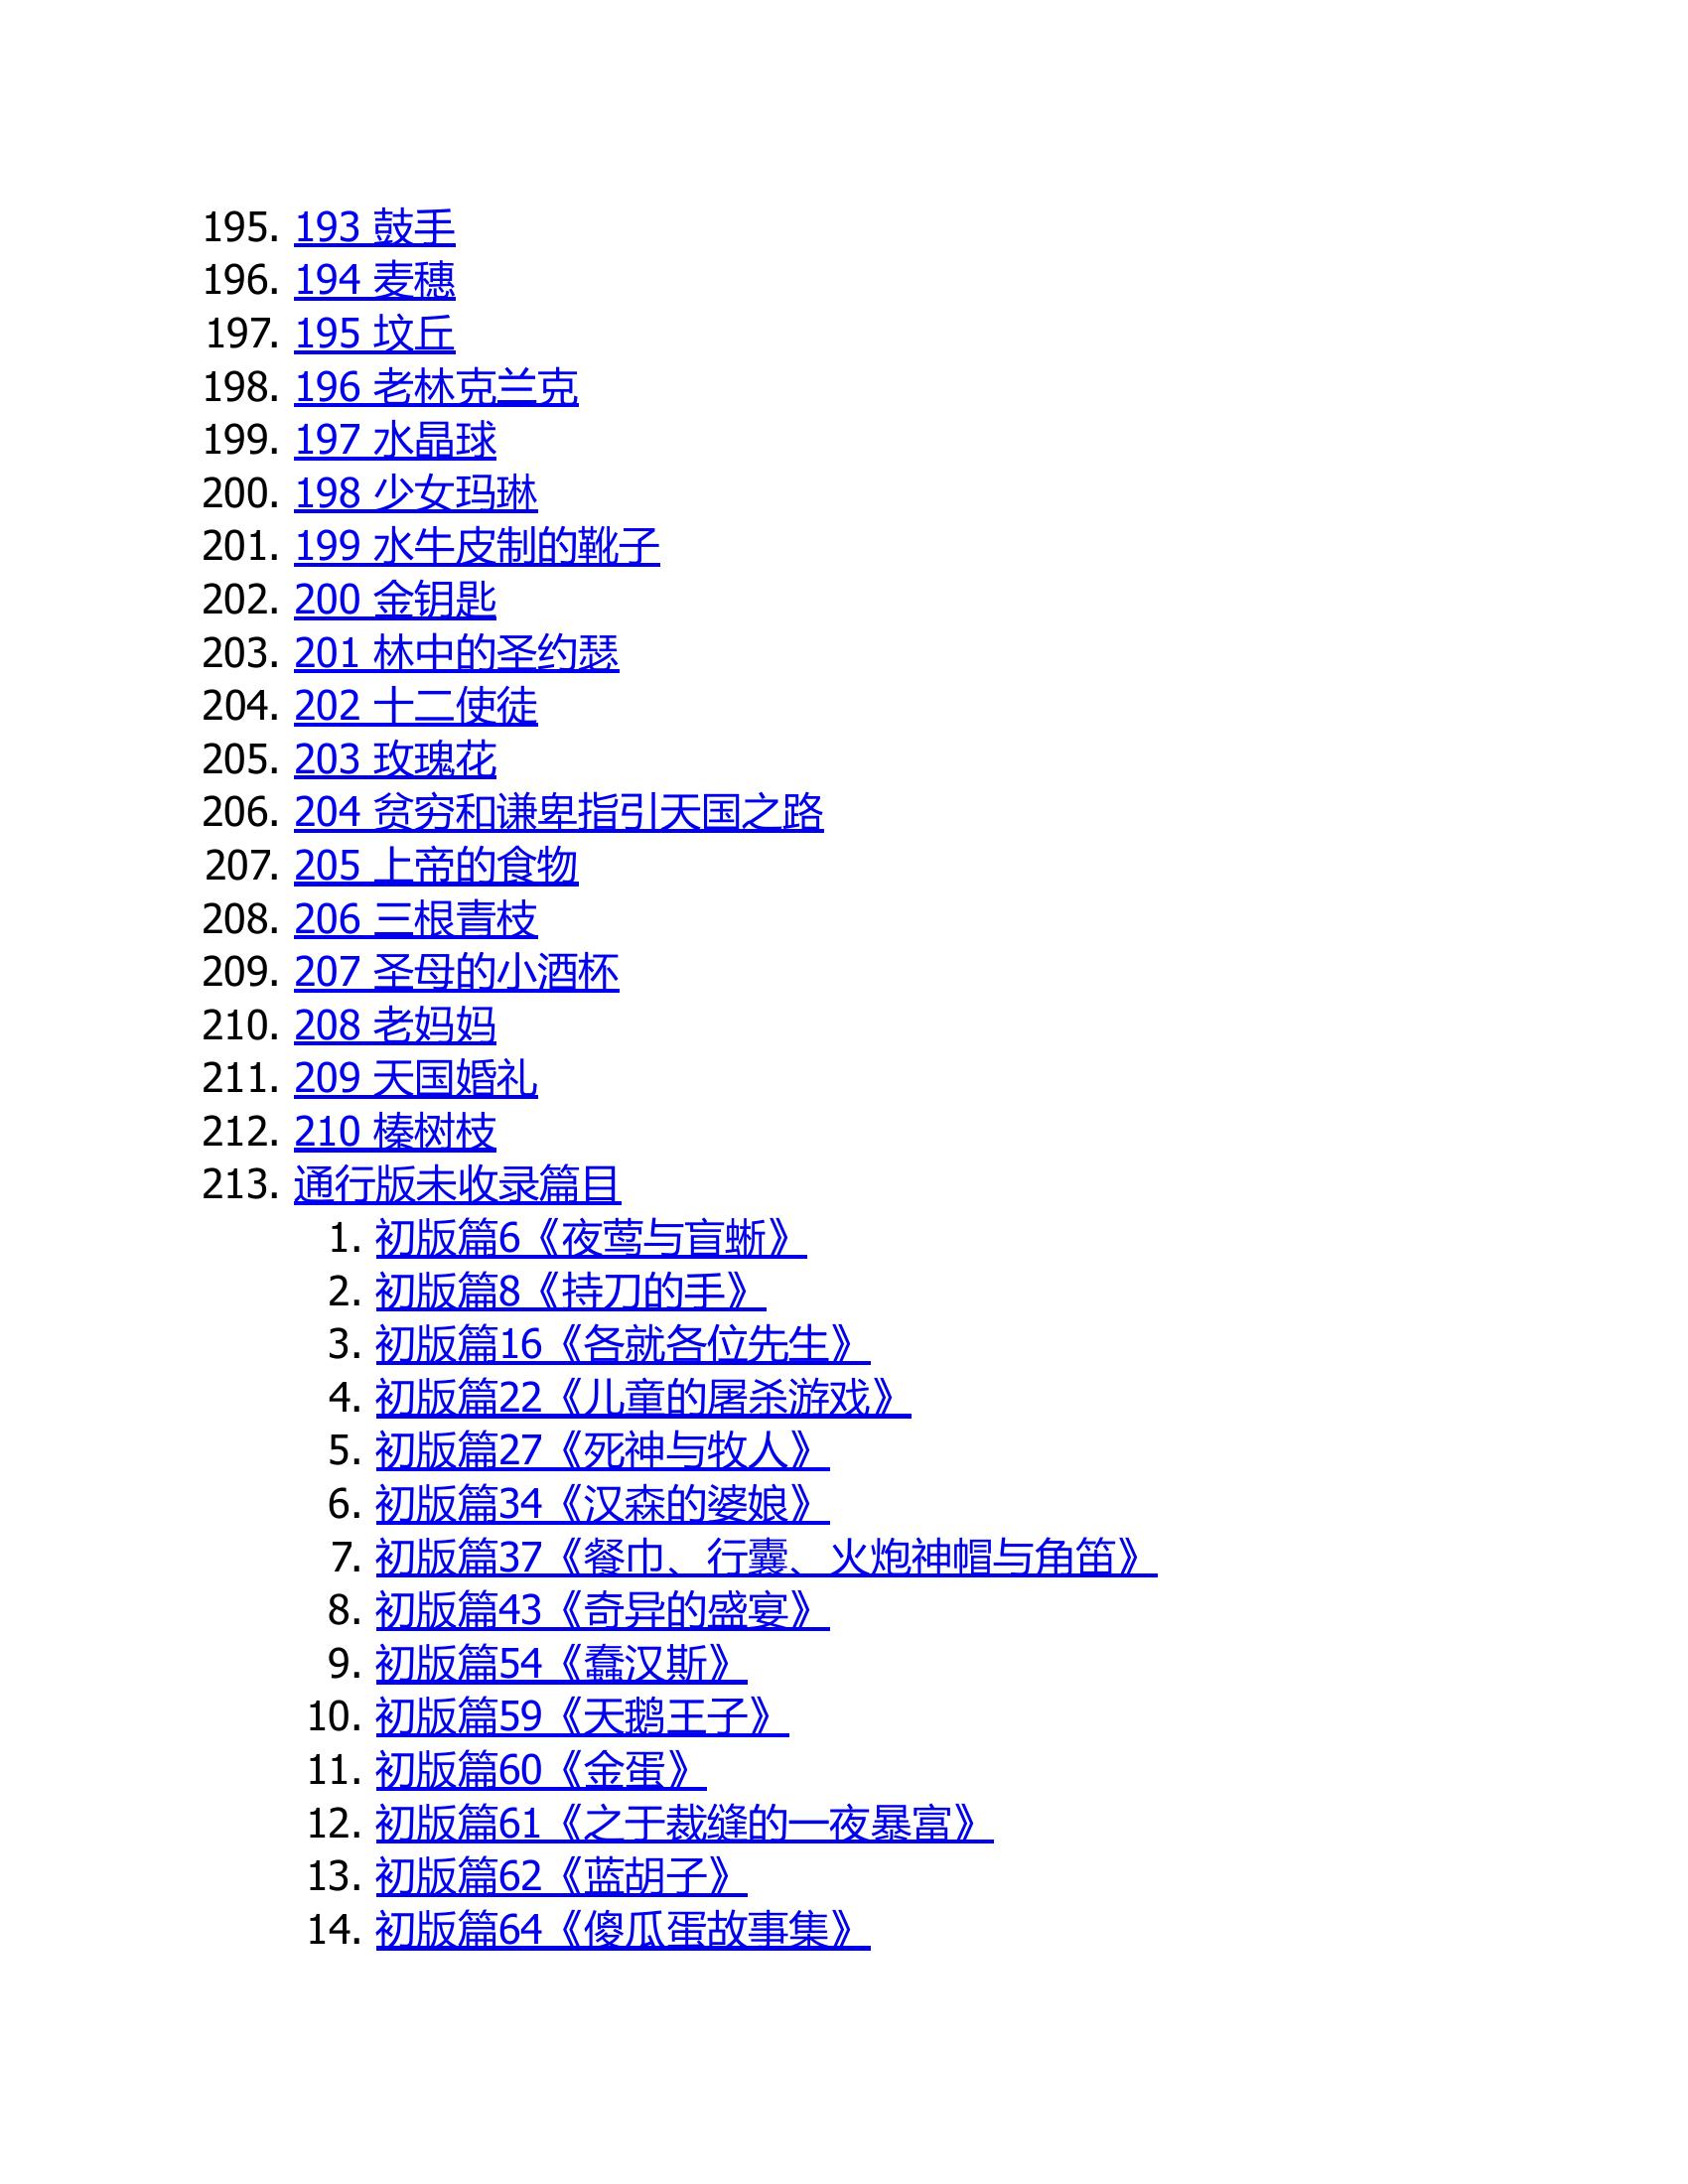 195. 193 鼓手
196. 194 麦穗
197. 195 坟丘
198. 196 老林克兰克
199. 197 水晶球
200. 198 少女玛琳
201. 199 水牛皮制的靴子
202. 200 金钥匙
203. 201 林中的圣约瑟
204. 202 十二使徒
205. 203 玫瑰花
206. 204 贫穷和谦卑指引天国之路
207. 205 上帝的食物
208. 206 三根青枝
209. 207 圣母的小酒杯
210. 208 老妈妈
211. 209 天国婚礼
212. 210 榛树枝
213. 通行版未收录篇目
1. 初版篇6《夜莺与盲蜥》
2. 初版篇8《持刀的手》
3. 初版篇16《各就各位先生》
4. 初版篇22《儿童的屠杀游戏》
5. 初版篇27《死神与牧人》
6. 初版篇34《汉森的婆娘》
7. 初版篇37《餐巾、行囊、火炮神帽与角笛》
8. 初版篇43《奇异的盛宴》
9. 初版篇54《蠢汉斯》
10. 初版篇59《天鹅王子》
11. 初版篇60《金蛋》
12. 初版篇61《之于裁缝的一夜暴富》
13. 初版篇62《蓝胡子》
14. 初版篇64《傻瓜蛋故事集》